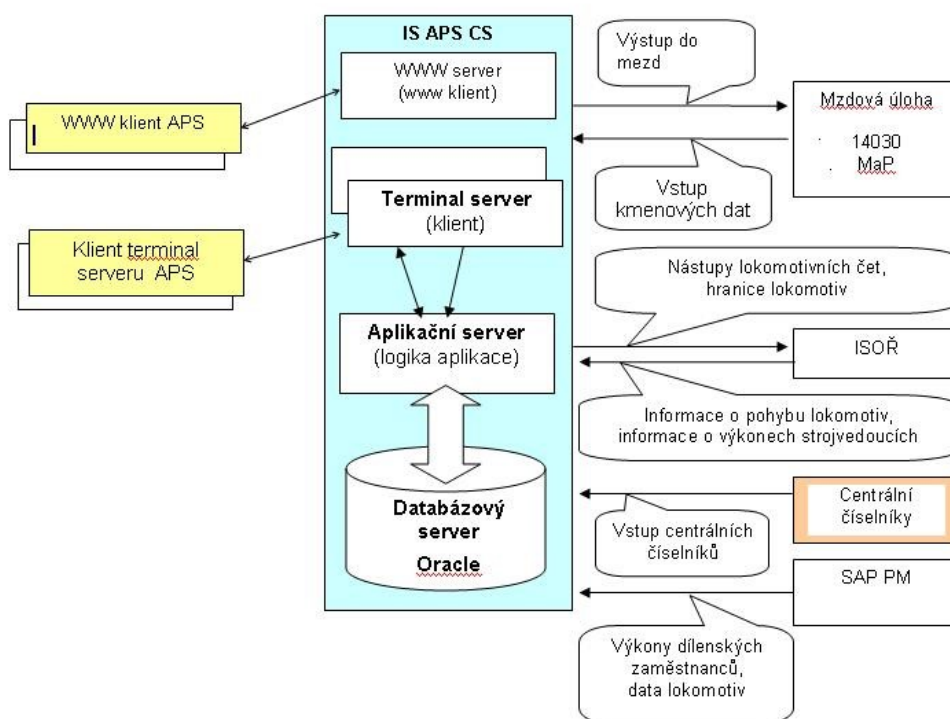 IS APS CS
WWW server
(www klient)
WWW klient APS
Terminal server
(klient)
Klient terminal
serveru APS
Aplikační server
(logika aplikace)
Databázový
server
Oracle
Výstup do
mezd
Mzdová úloha
14030
MaP
Vstup
kmenových dat
Nástupy lokomotivních čet,
hranice lokomotiv
ISOŘ
Informace o pohybu lokomotiv,
informace o výkonech strojvedoucích
Centrální
číselníky
Vstup centrálních
číselníků
SAP PM
Výkony dílenských
zaměstnanců,
data lokomotiv